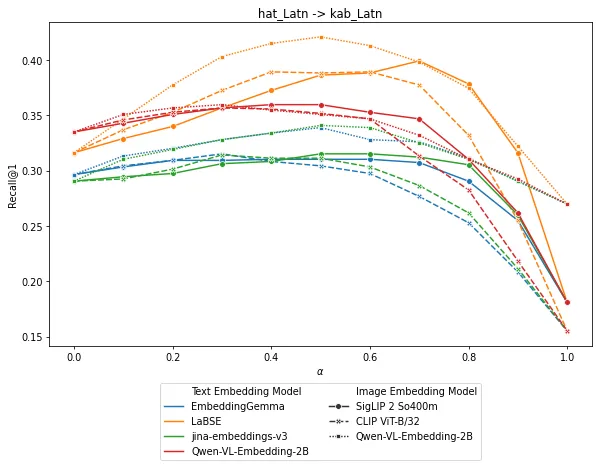 hat_Latn -> kab_Latn
Recall@1
0.40
0.35
0.30
0.25
0.20
0.15
0.0 0.2 0.4 0.6 0.8 1.0
α
Text Embedding Model Image Embedding Model
EmbeddingGemma SigLIP 2 So400m
LaBSE CLIP ViT-B/32
jina-embeddings-v3 Qwen-VL-Embedding-2B
Qwen-VL-Embedding-2B